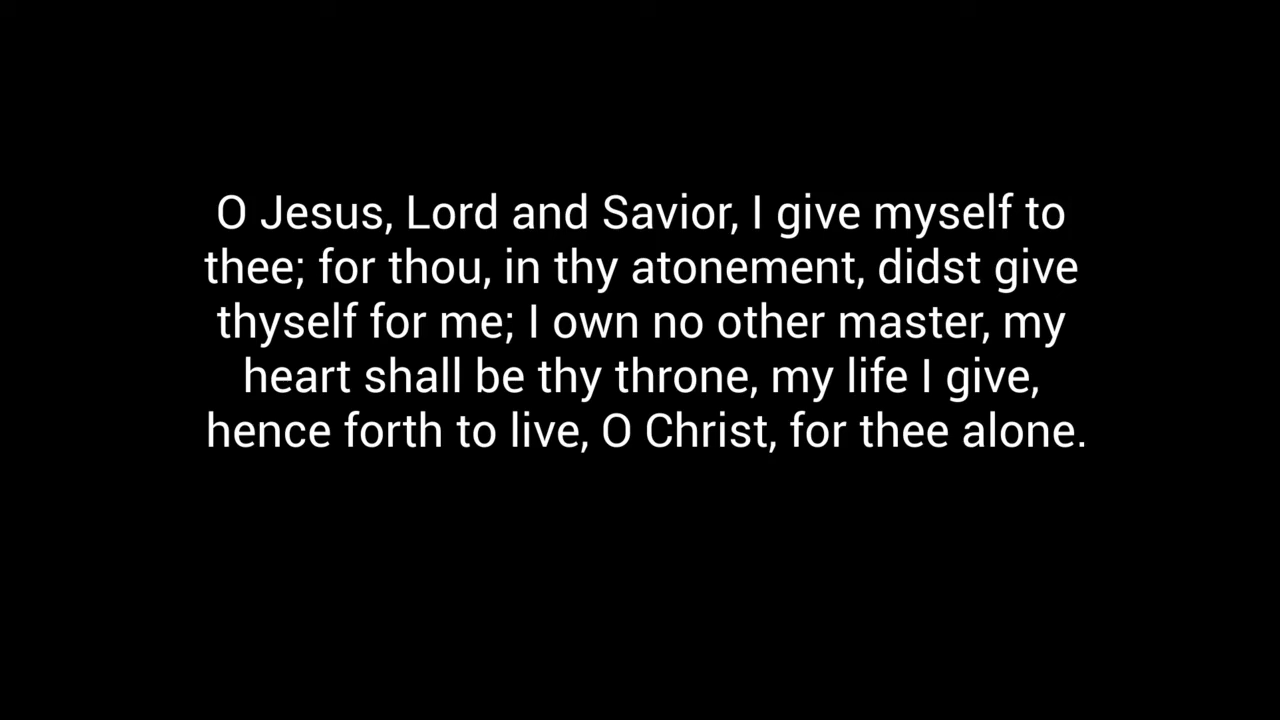 O Jesus, Lord and Savior, I give myself to
thee; for thou, in thy atonement, didst give
thyself for me; I own no other master, my
heart shall be thy throne, my life I give,
hence forth to live, O Christ, for thee alone.